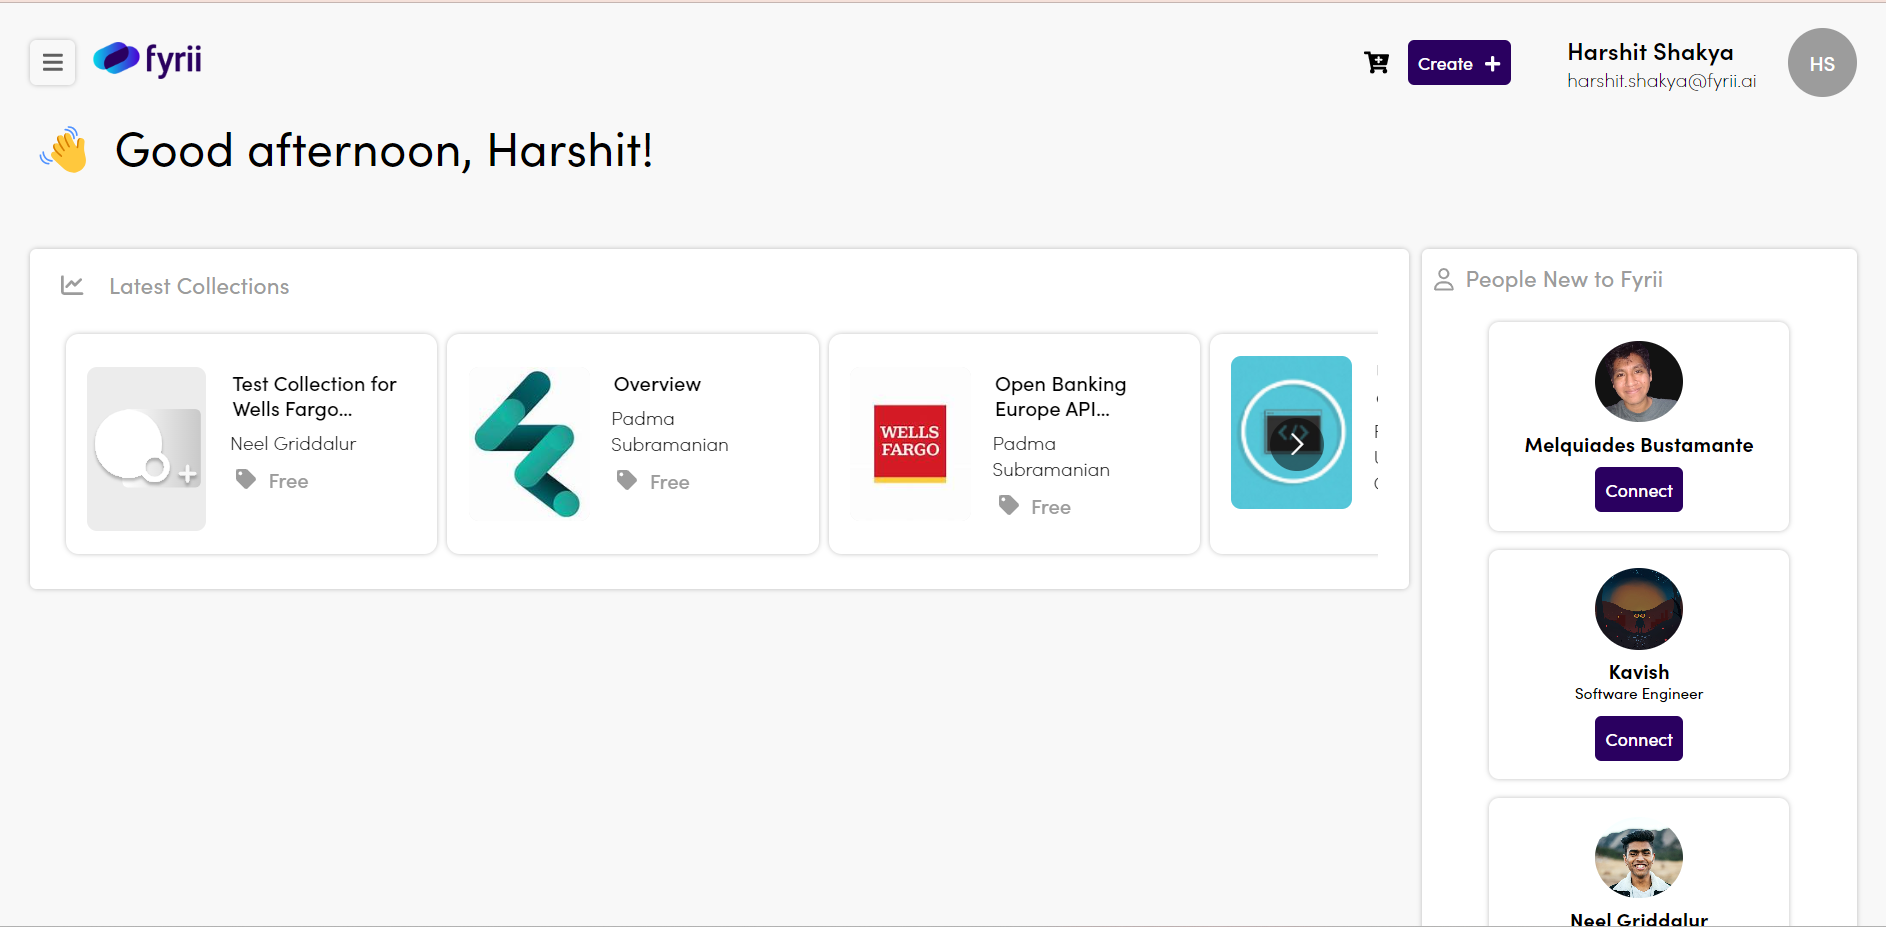 fyrii
Create +
Harshit Shakya
harshit.shakya@fyrii.ai
HS
Good afternoon, Harshit!
Latest Collections
Test Collection for
Wells Fargo...
Neel Griddalur
Free
Overview
Padma
Subramanian
Free
WELLS
FARGO
Open Banking
Europe API...
Padma
Subramanian
Free
People New to Fyrii
Melquiades Bustamante
Connect
Kavish
Software Engineer
Connect
Neel Griddalur